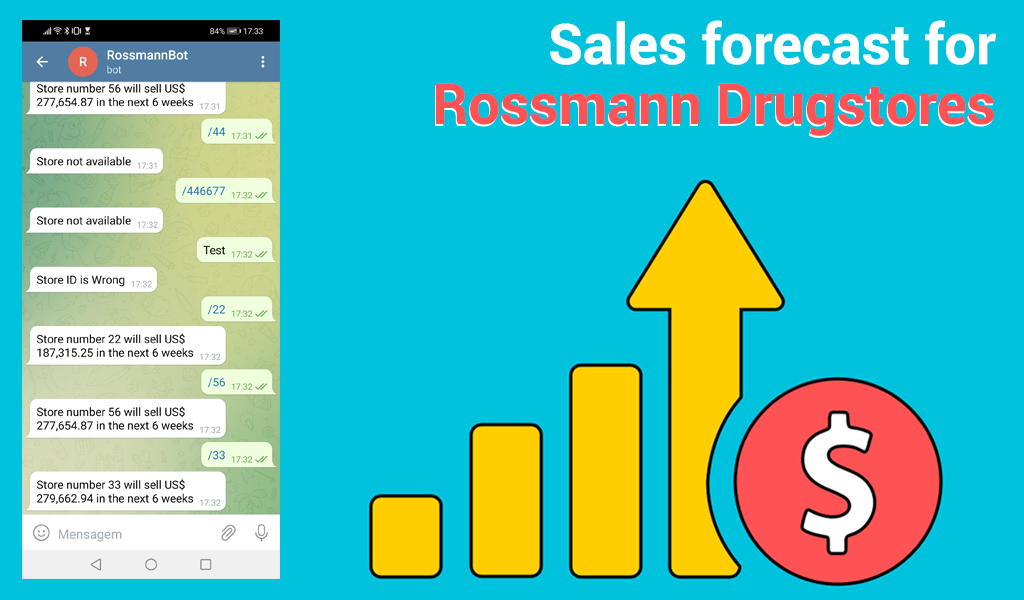 84% 17:33
R RossmannBot
bot
Store number 56 will sell US$
277,654.87 in the next 6 weeks 17:31
/44 17:31
Store not available 17:31
/446677 17:32
Store not available 17:32
Test 17:32
Store ID is Wrong 17:32
/22 17:32
Store number 22 will sell US$
187,315.25 in the next 6 weeks 17:32
/56 17:32
Store number 56 will sell US$
277,654.87 in the next 6 weeks 17:32
/33 17:32
Store number 33 will sell US$
279,662.94 in the next 6 weeks 17:32
Mensagem
Sales forecast for
Rossmann Drugstores
$